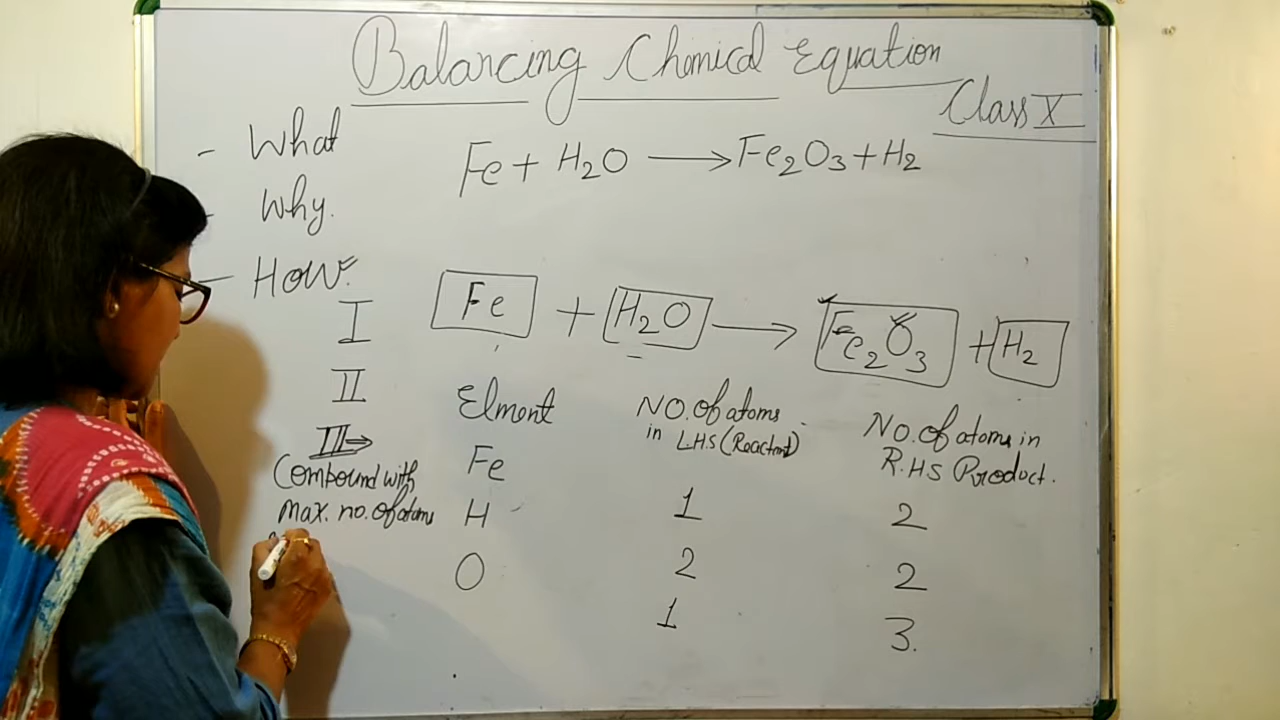 Balancing Chemical Equation
Class X
- What
- Why.
- How?
Fe + H₂O ⟶ Fe₂O₃ + H₂
I
Fe + H₂O ⟶ Fe₂O₃ + H₂
II
III⇒
Compound with
Max. no. of atoms
Elment
NO. of atoms
in LHS (Reactant)
No. of atoms in
R.HS Product.
Fe
H
O
1
2
1
2
2
3.